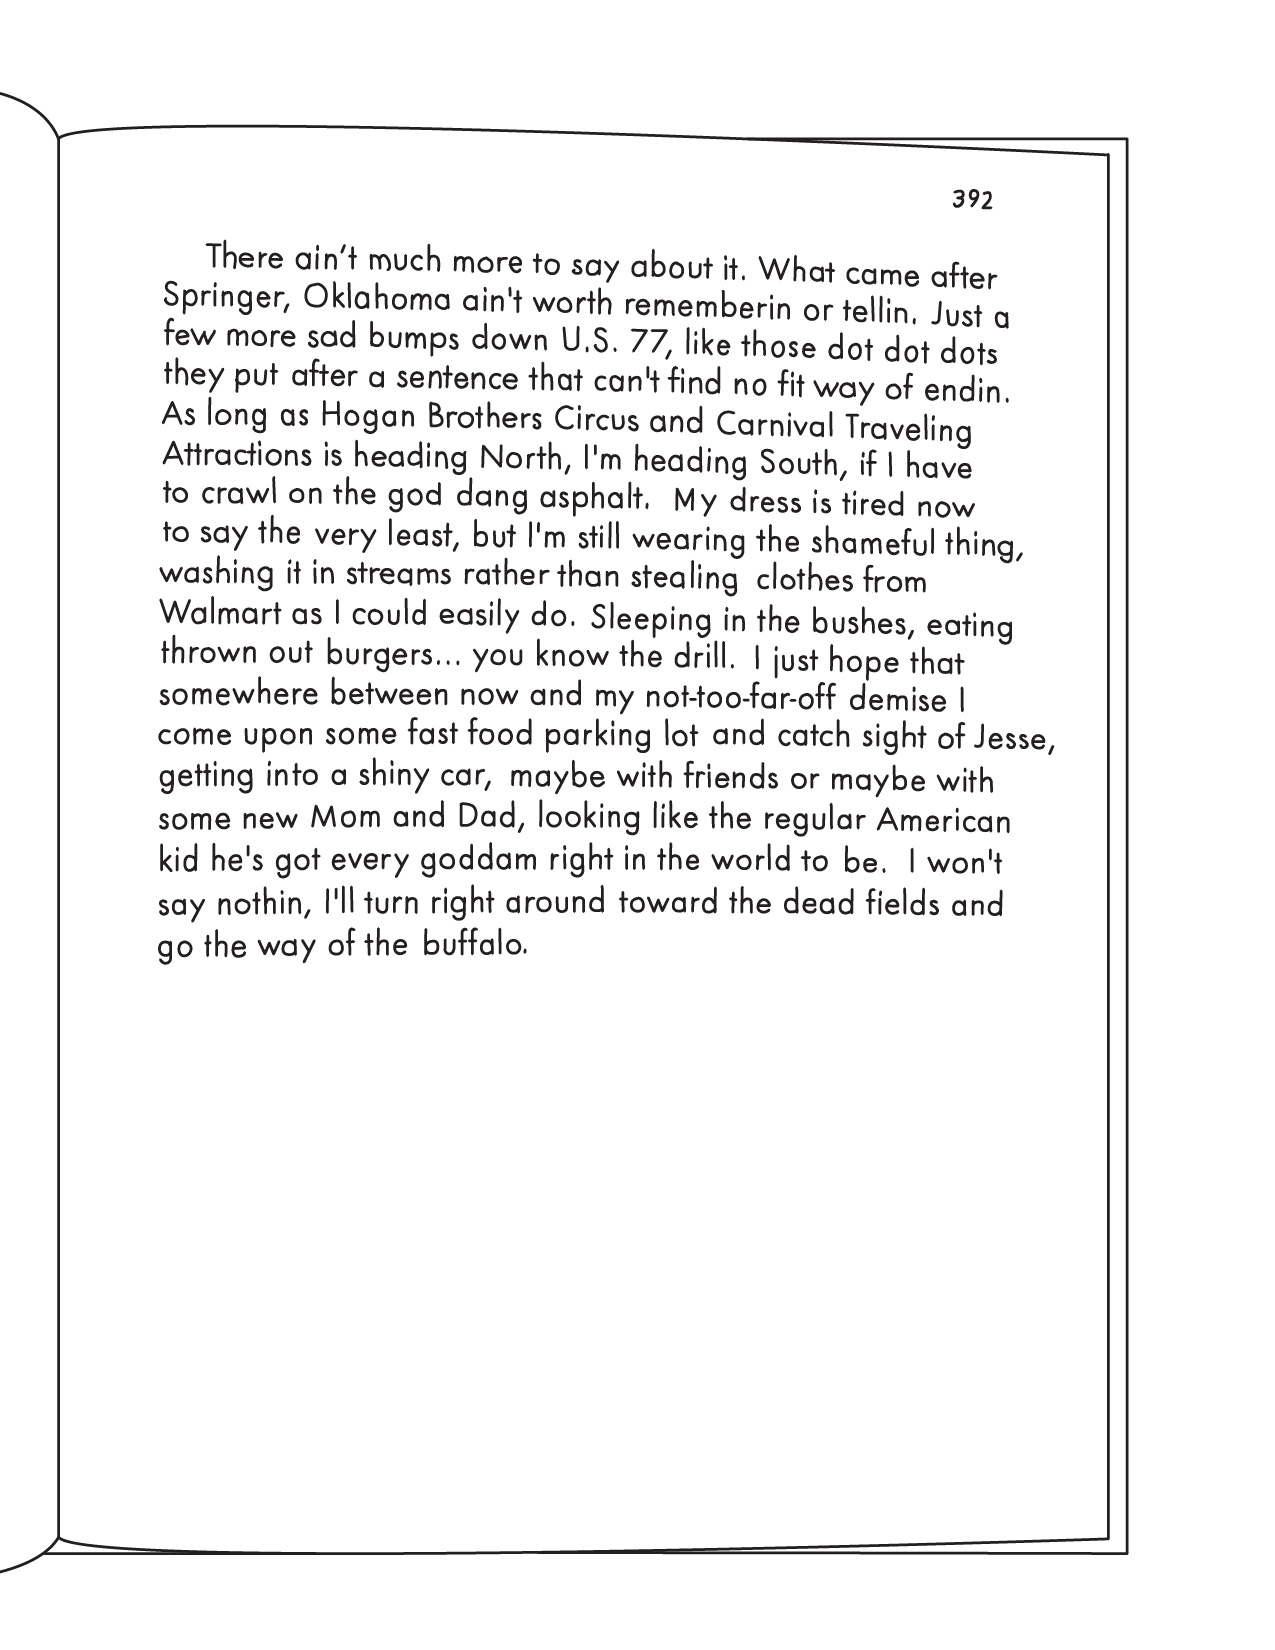 392
There ain't much more to say about it. What came after
Springer, Oklahoma ain't worth rememberin or tellin. Just a
few more sad bumps down U.S. 77, like those dot dot dots
they put after a sentence that can't find no fit way of endin.
As long as Hogan Brothers Circus and Carnival Traveling
Attractions is heading North, I'm heading South, if I have
to crawl on the god dang asphalt. My dress is tired now
to say the very least, but I'm still wearing the shameful thing,
washing it in streams rather than stealing clothes from
Walmart as I could easily do. Sleeping in the bushes, eating
thrown out burgers... you know the drill. I just hope that
somewhere between now and my not-too-far-off demise I
come upon some fast food parking lot and catch sight of Jesse,
getting into a shiny car, maybe with friends or maybe with
some new Mom and Dad, looking like the regular American
kid he's got every goddam right in the world to be. I won't
say nothin, I'll turn right around toward the dead fields and
go the way of the buffalo.